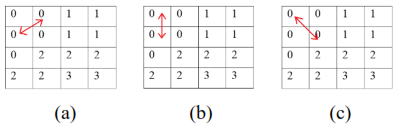 0 0 1 1 0 0 1 1 0 0 1 1
0 0 1 1 0 0 1 1 0 0 1 1
0 2 2 2 0 2 2 2 0 2 2 2
2 2 3 3 2 2 3 3 2 2 3 3
(a) (b) (c)